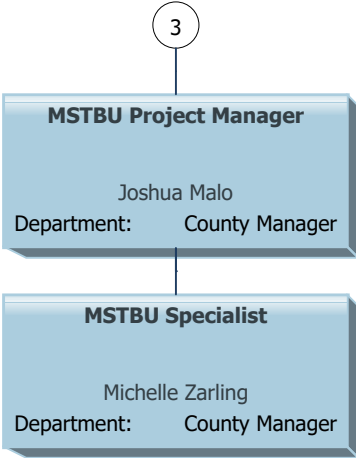 3
MSTBU Project Manager
Joshua Malo
Department: County Manager
MSTBU Specialist
Michelle Zarling
Department: County Manager